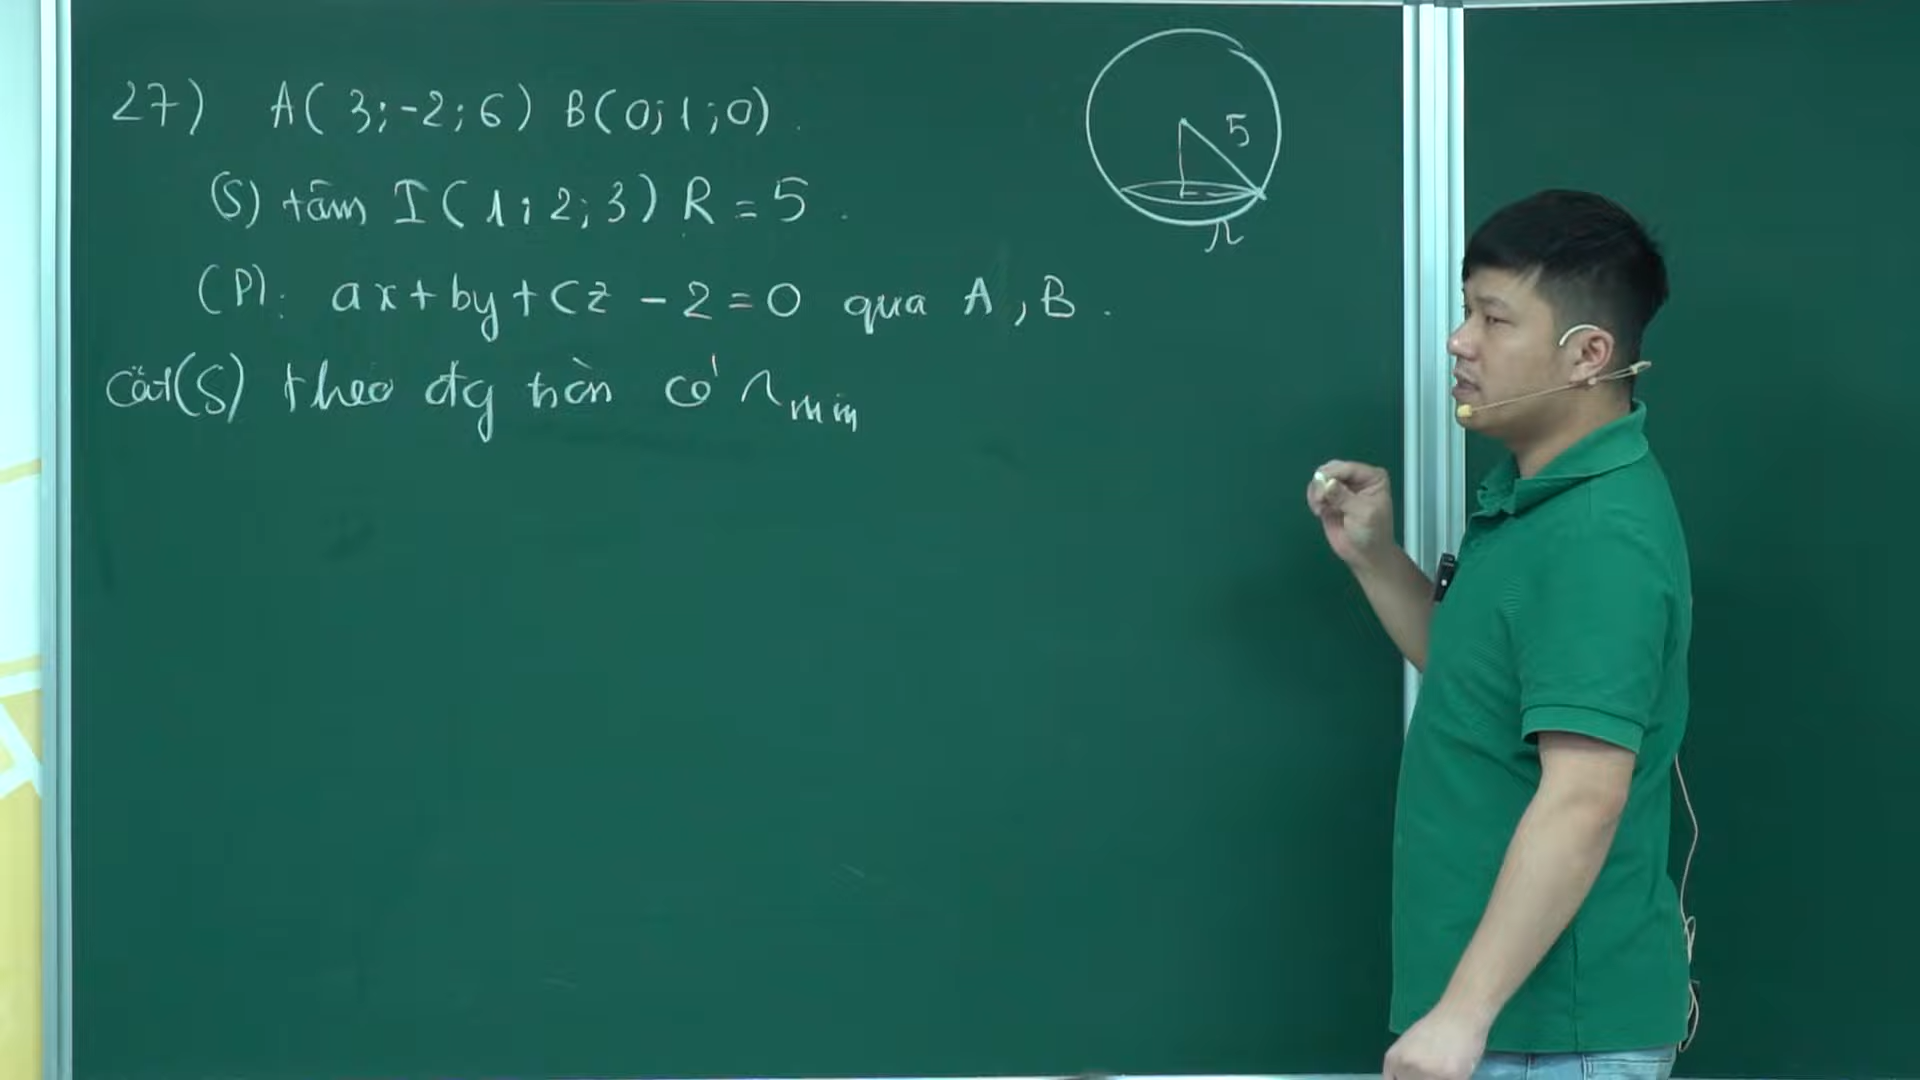 27) A(3;-2;6) B(0;1;0).
(S) tâm I(1;2;3) R=5.
(P): ax+by+cz-2=0 qua A,B.
cắt(S) theo đg tròn có r min
5
r